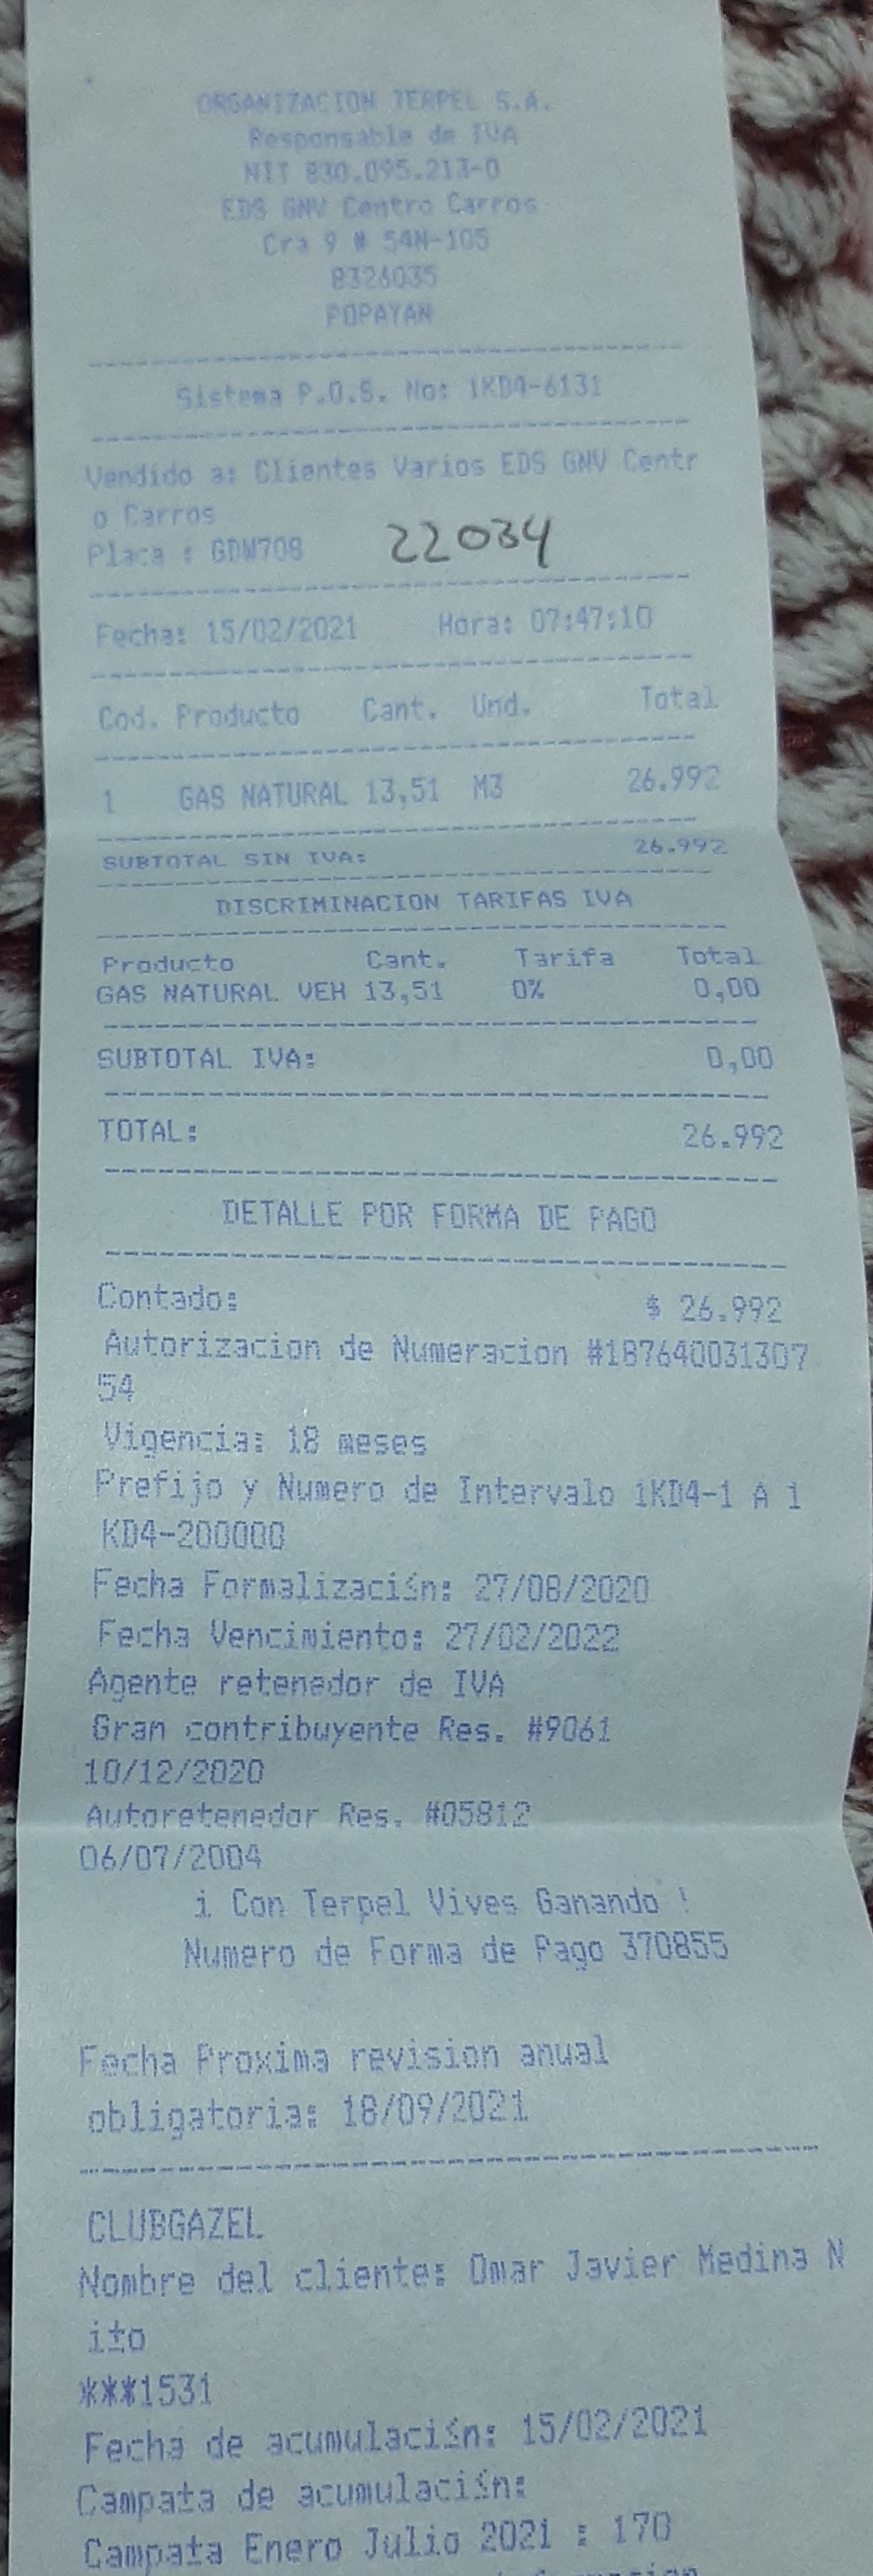 ORGANIZACION TERPEL S.A.
Responsable de IVA
NIT 830.095.213-0
EDS GNV Centro Carros
Cra 9 # 54N-105
8326035
POPAYAN
Sistema P.O.S. No: 1KD4-6131
Vendido a: Clientes Varios EDS GNV Centr
o Carros
Placa : GDW708 22034
Fecha: 15/02/2021 Hora: 07:47:10
Cod. Producto Cant. Und. Total
1 GAS NATURAL 13,51 M3 26.992
SUBTOTAL SIN IVA: 26.992
DISCRIMINACION TARIFAS IVA
Producto Cant. Tarifa Total
GAS NATURAL VEH 13,51 0% 0,00
SUBTOTAL IVA: 0,00
TOTAL: 26.992
DETALLE POR FORMA DE PAGO
Contado: $ 26.992
Autorizacion de Numeracion #187640031307
54
Vigencia: 18 meses
Prefijo y Numero de Intervalo 1KD4-1 A 1
KD4-200000
Fecha Formalizaci≤n: 27/08/2020
Fecha Vencimiento: 27/02/2022
Agente retenedor de IVA
Gran contribuyente Res. #9061
10/12/2020
Autoretenedor Res. #05812
06/07/2004
¡ Con Terpel Vives Ganando !
Numero de Forma de Pago 370855
Fecha Proxima revision anual
obligatoria: 18/09/2021
CLUBGAZEL
Nombre del cliente: Omar Javier Medina N
i±o
***1531
Fecha de acumulaci≤n: 15/02/2021
Campa±a de acumulaci≤n:
Campa±a Enero Julio 2021 : 170